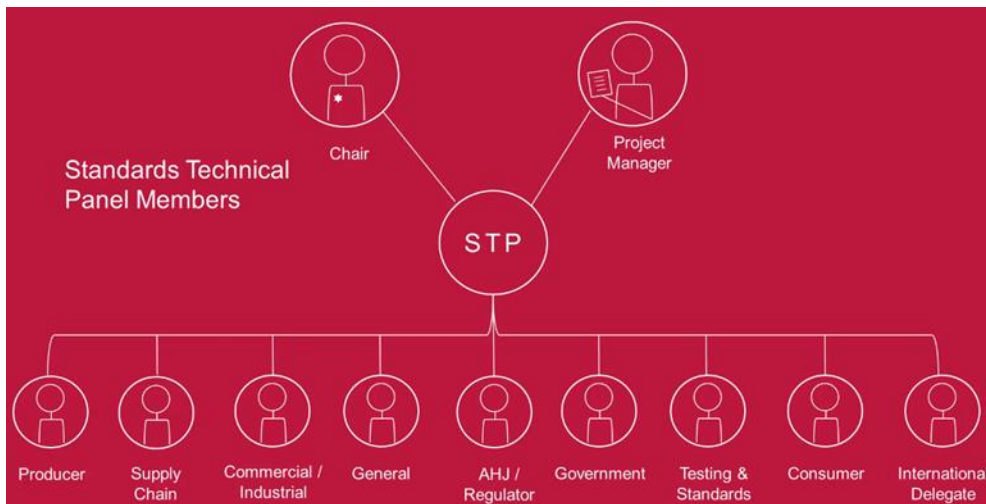 Chair
Project
Manager
Standards Technical
Panel Members
STP
Producer
Supply
Chain
Commercial /
Industrial
General
AHJ /
Regulator
Government
Testing &
Standards
Consumer
International
Delegate